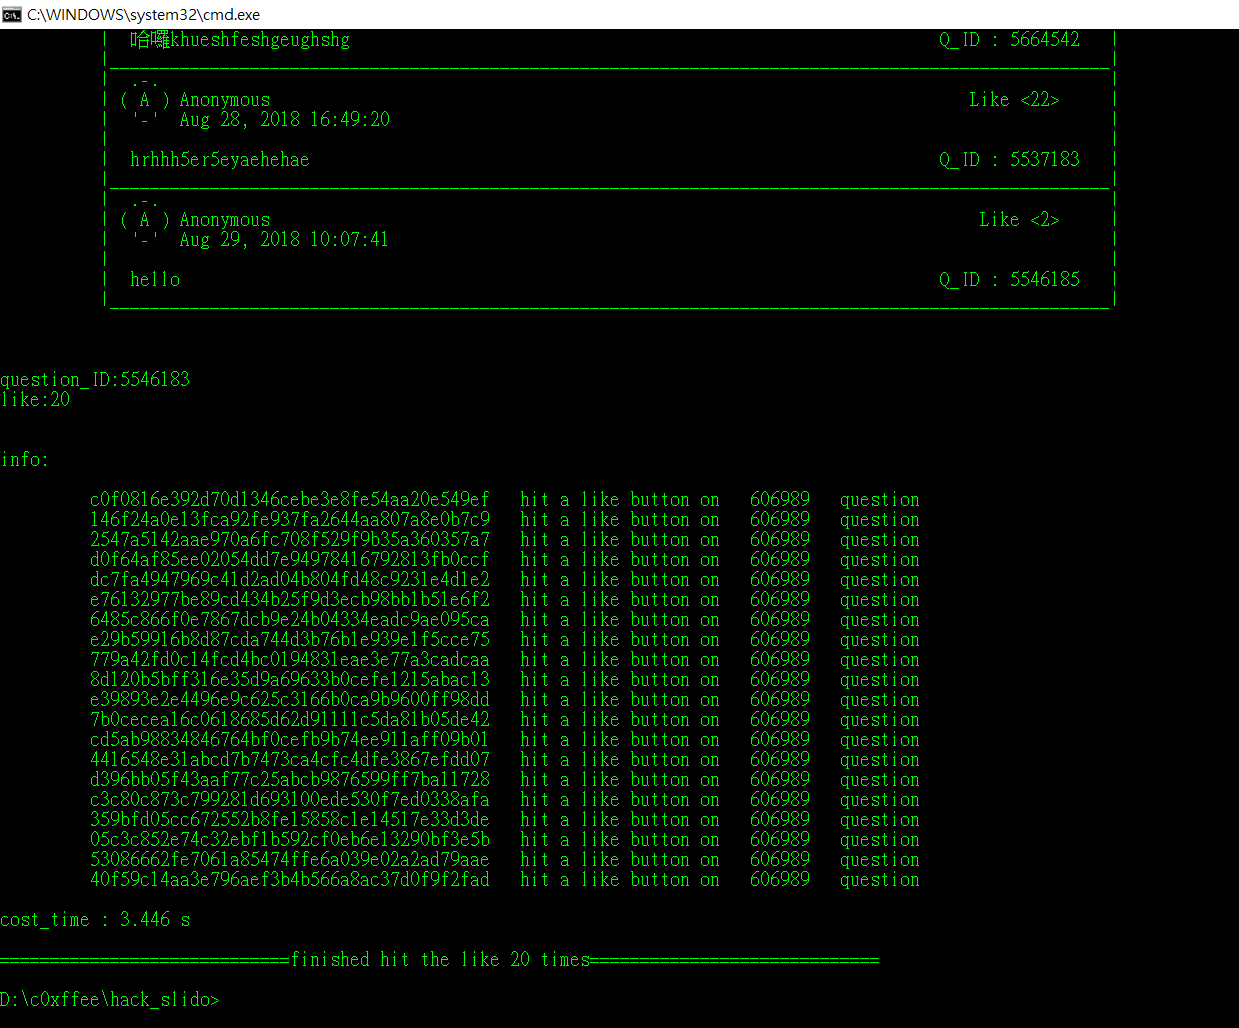 C:\WINDOWS\system32\cmd.exe
| 哈囉khueshfeshgeughshg Q_ID : 5664542 |
|____________________________________________________________________________________________________|
| .-. |
| ( A ) Anonymous Like <22> |
| '-' Aug 28, 2018 16:49:20 |
| |
| hrhhh5er5eyaehehae Q_ID : 5537183 |
|____________________________________________________________________________________________________|
| .-. |
| ( A ) Anonymous Like <2> |
| '-' Aug 29, 2018 10:07:41 |
| |
| hello Q_ID : 5546185 |
|____________________________________________________________________________________________________|
question_ID:5546183
like:20
info:
c0f0816e392d70d1346cebe3e8fe54aa20e549ef hit a like button on 606989 question
146f24a0e13fca92fe937fa2644aa807a8e0b7c9 hit a like button on 606989 question
2547a5142aae970a6fc708f529f9b35a360357a7 hit a like button on 606989 question
d0f64af85ee02054dd7e94978416792813fb0ccf hit a like button on 606989 question
dc7fa4947969c41d2ad04b804fd48c9231e4d1e2 hit a like button on 606989 question
e76132977be89cd434b25f9d3ecb98bb1b51e6f2 hit a like button on 606989 question
6485c866f0e7867dcb9e24b04334eadc9ae095ca hit a like button on 606989 question
e29b59916b8d87cda744d3b76b1e939e1f5cce75 hit a like button on 606989 question
779a42fd0c14fcd4bc0194831eae3e77a3cadcaa hit a like button on 606989 question
8d120b5bff316e35d9a69633b0cefe1215abac13 hit a like button on 606989 question
e39893e2e4496e9c625c3166b0ca9b9600ff98dd hit a like button on 606989 question
7b0cecea16c0618685d62d91111c5da81b05de42 hit a like button on 606989 question
cd5ab98834846764bf0cefb9b74ee911aff09b01 hit a like button on 606989 question
4416548e31abcd7b7473ca4cfc4dfe3867efdd07 hit a like button on 606989 question
d396bb05f43aaf77c25abcb9876599ff7ba11728 hit a like button on 606989 question
c3c80c873c799281d693100ede530f7ed0338afa hit a like button on 606989 question
359bfd05cc672552b8fe15858c1e14517e33d3de hit a like button on 606989 question
05c3c852e74c32ebf1b592cf0eb6e13290bf3e5b hit a like button on 606989 question
53086662fe7061a85474ffe6a039e02a2ad79aae hit a like button on 606989 question
40f59c14aa3e796aef3b4b566a8ac37d0f9f2fad hit a like button on 606989 question
cost_time : 3.446 s
=============================finished hit the like 20 times=============================
D:\c0xffee\hack_slido>